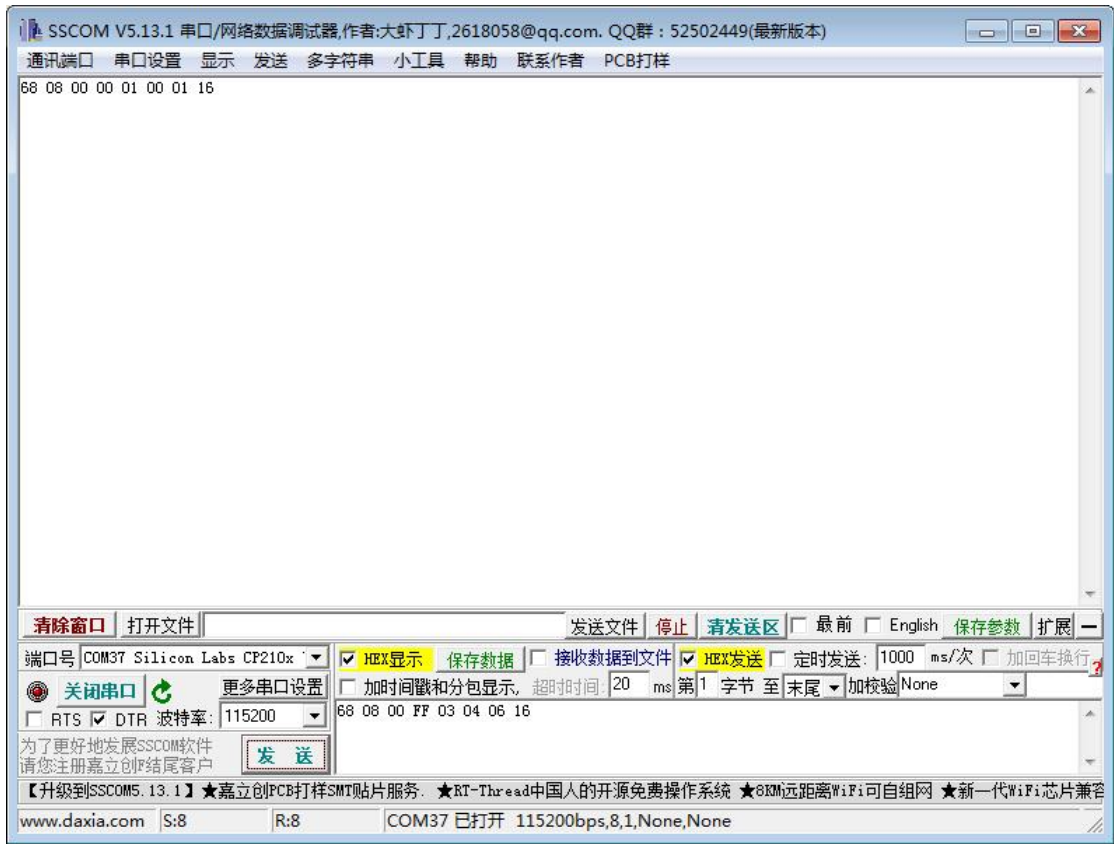 SSCOM V5.13.1 串口/网络数据调试器,作者:大虾丁丁,2618058@qq.com. QQ群：52502449(最新版本)
通讯端口 串口设置 显示 发送 多字符串 小工具 帮助 联系作者 PCB打样
68 08 00 00 01 00 01 16
清除窗口 打开文件 发送文件 停止 清发送区 最前 English 保存参数 扩展 —
端口号 COM37 Silicon Labs CP210x HEX显示 保存数据 接收数据到文件 HEX发送 定时发送: 1000 ms/次 加回车换行 ?
关闭串口 更多串口设置 加时间戳和分包显示, 超时时间: 20 ms 第 1 字节 至 末尾 加校验 None
RTS DTR 波特率: 115200 68 08 00 FF 03 04 06 16
为了更好地发展SSCOM软件
请您注册嘉立创F结尾客户
发 送
【升级到SSCOM5.13.1】★嘉立创PCB打样SMT贴片服务. ★RT-Thread中国人的开源免费操作系统 ★8KM远距离WiFi可自组网 ★新一代WiFi芯片兼容
www.daxia.com S:8 R:8 COM37 已打开 115200bps,8,1,None,None